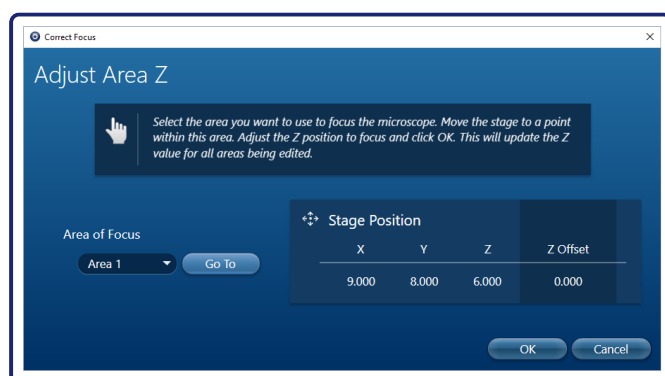 Correct Focus
Adjust Area Z
Select the area you want to use to focus the microscope. Move the stage to a point
within this area. Adjust the Z position to focus and click OK. This will update the Z
value for all areas being edited.
Area of Focus
Area 1
Go To
Stage Position
X Y Z Z Offset
9.000 8.000 6.000 0.000
OK Cancel